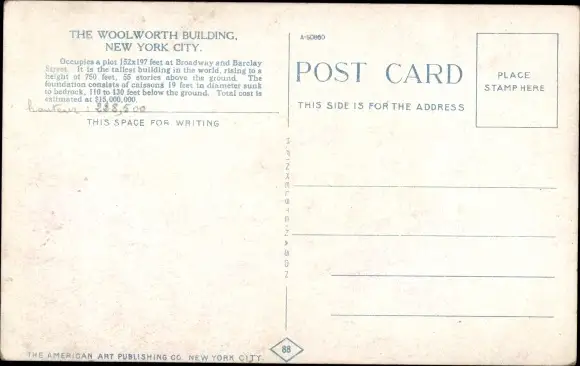 THE WOOLWORTH BUILDING,
NEW YORK CITY.
Occupies a plot 152x197 feet at Broadway and Barclay
Street. It is the tallest building in the world, rising to a
height of 750 feet, 55 stories above the ground. The
foundation consists of caissons 19 feet in diameter sunk
to bedrock, 110 to 130 feet below the ground. Total cost is
estimated at $15,000,000.
hauteur : 228,500
THIS SPACE FOR WRITING
POST CARD
THIS SIDE IS FOR THE ADDRESS
PLACE
STAMP HERE
THE AMERICAN ART PUBLISHING CO. NEW YORK CITY.
88